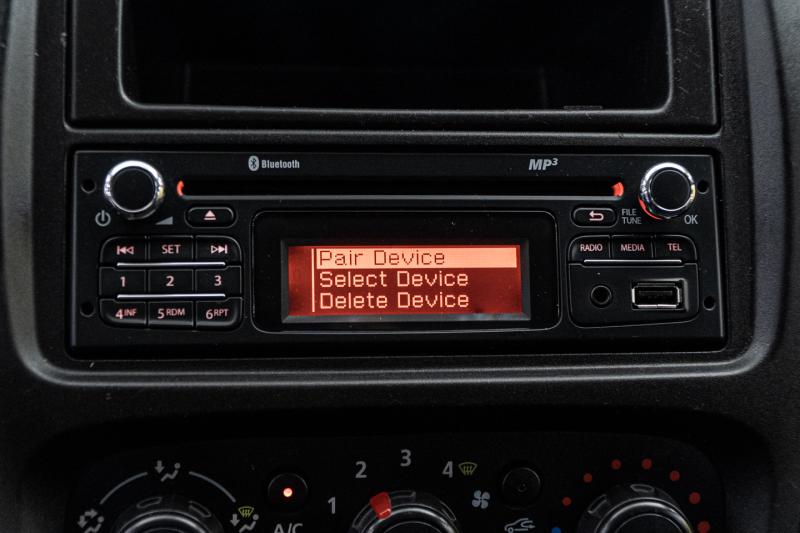 Bluetooth
MP3
FILE
TUNE
OK
SET
RADIO MEDIA TEL
1 2 3
4INF 5RDM 6RPT
Pair Device
Select Device
Delete Device
1 2 3 4
A/C